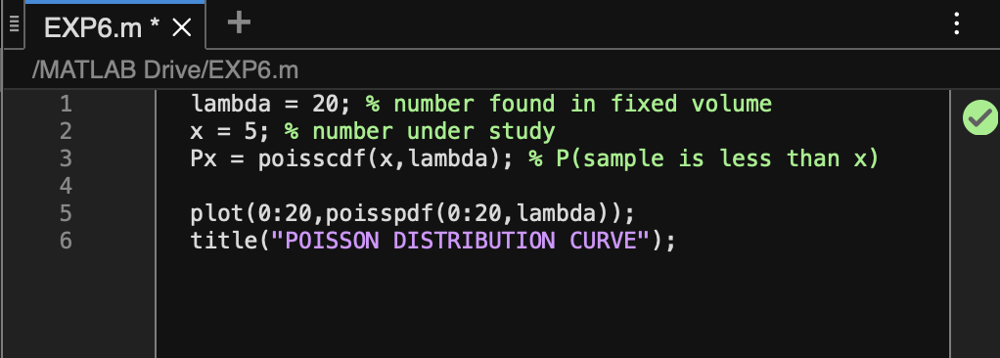 EXP6.m *
/MATLAB Drive/EXP6.m
1 lambda = 20; % number found in fixed volume
2 x = 5; % number under study
3 Px = poisscdf(x,lambda); % P(sample is less than x)
4
5 plot(0:20,poisspdf(0:20,lambda));
6 title("POISSON DISTRIBUTION CURVE");